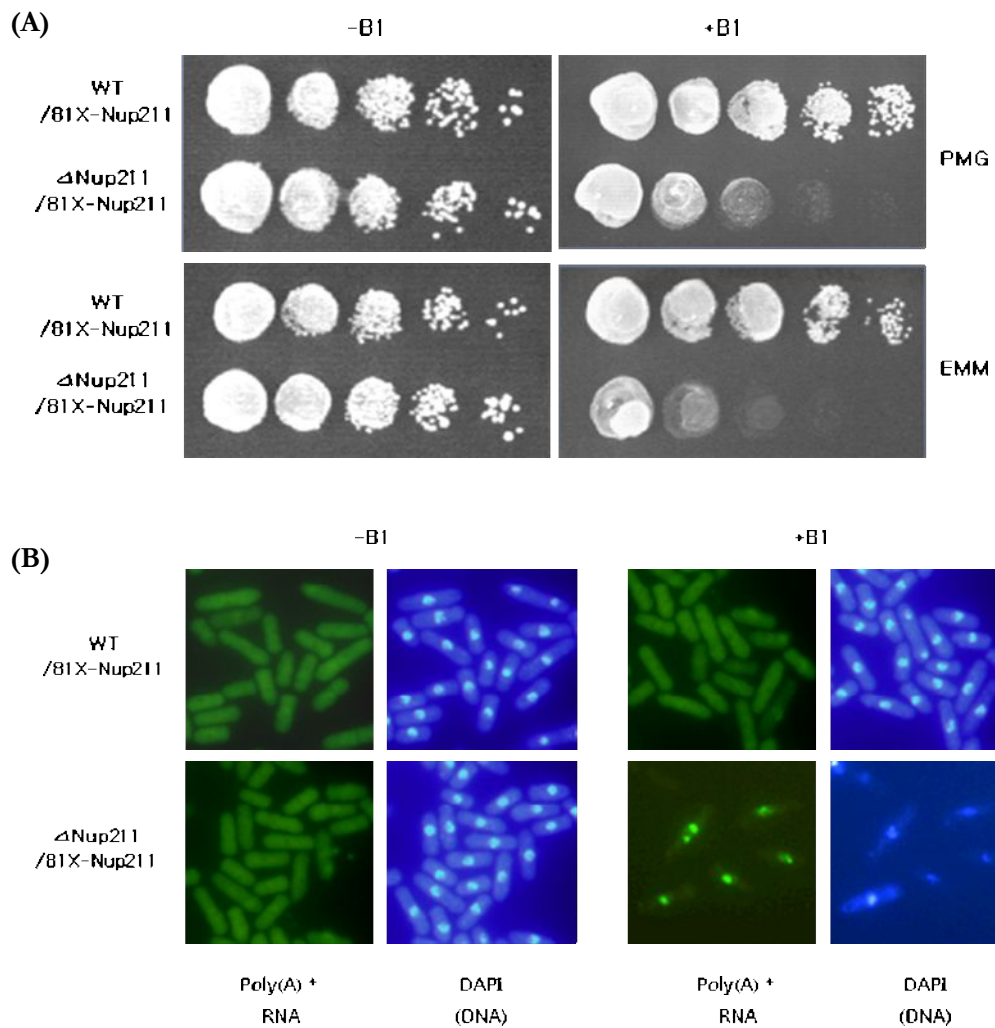 (A)
-B1 +B1
WT
/81X-Nup211
⊿Nup211
/81X-Nup211
PMG
WT
/81X-Nup211
⊿Nup211
/81X-Nup211
EMM
(B)
-B1 +B1
WT
/81X-Nup211
⊿Nup211
/81X-Nup211
Poly(A) + DAPI Poly(A) + DAPI
RNA (DNA) RNA (DNA)